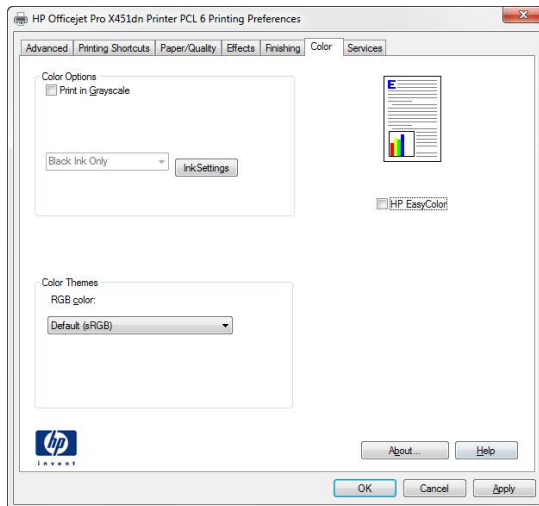 HP Officejet Pro X451dn Printer PCL 6 Printing Preferences
Advanced Printing Shortcuts Paper/Quality Effects Finishing Color Services
Color Options
Print in Grayscale
Black Ink Only InkSettings
E
HP EasyColor
Color Themes
RGB color:
Default (sRGB)
hp
invent
About... Help
OK Cancel Apply